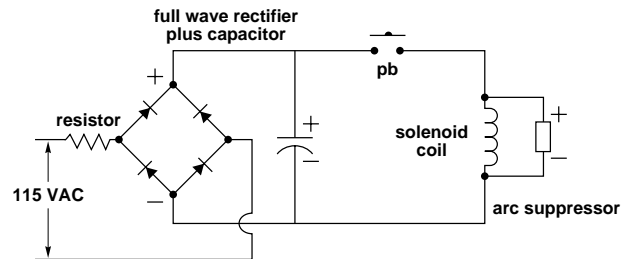 full wave rectifier
plus capacitor
+
pb
resistor
+
+
solenoid
coil
−
−
115 VAC
−
arc suppressor